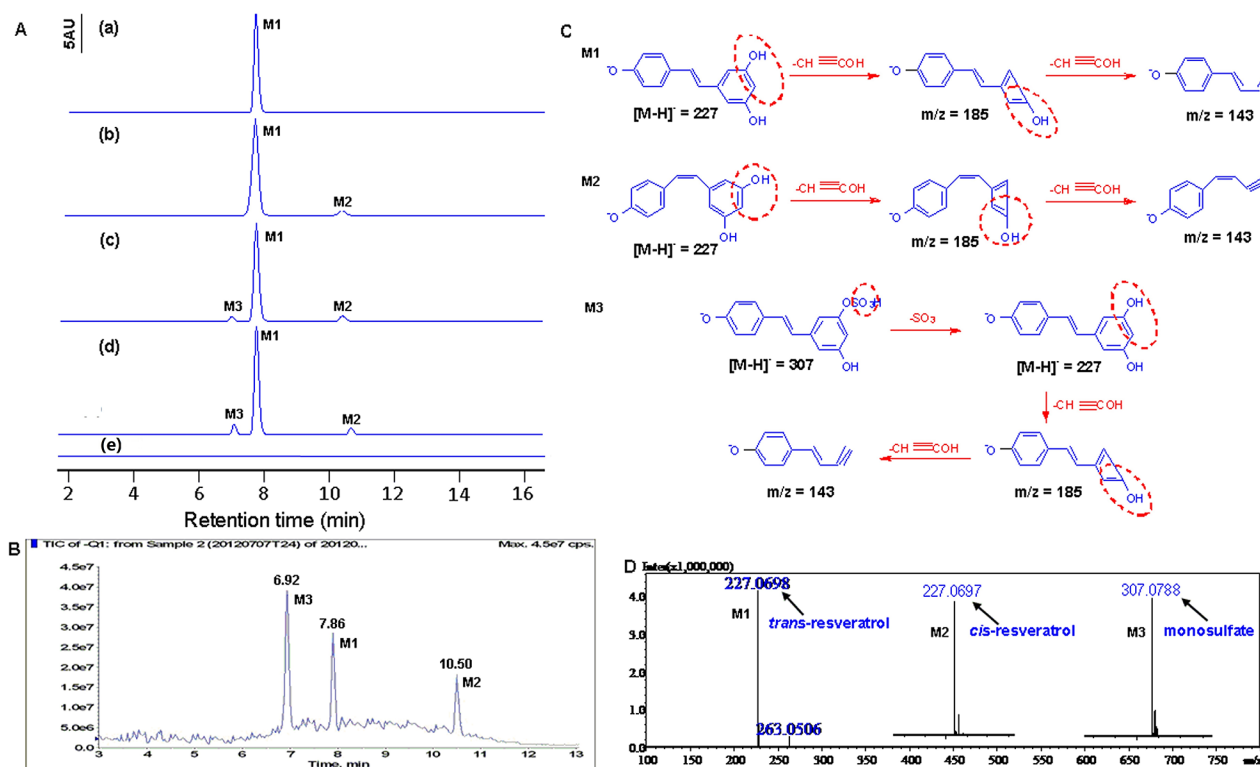 A
5AU
(a)
M1
(b)
M1
M2
(c)
M1
M3
M2
(d)
M1
M3
M2
(e)
2 4 6 8 10 12 14 16
Retention time (min)
B
TIC of -Q1: from Sample 2 (20120707T24) of 20120...
Max. 4.5e7 cps.
4.5e7
4.0e7
3.5e7
3.0e7
2.5e7
2.0e7
1.5e7
1.0e7
5.0e6
0.0
6.92
M3
7.86
M1
10.50
M2
3 4 5 6 7 8 9 10 11 12 13
Time, min
C
M1
-O
OH
OH
[M-H]- = 227
-CH≡COH
-O
OH
m/z = 185
-CH≡COH
-O
m/z = 143
M2
-O
OH
OH
[M-H]- = 227
-CH≡COH
-O
OH
m/z = 185
-CH≡COH
-O
m/z = 143
M3
-O
OSO3H
OH
[M-H]- = 307
-SO3
-O
OH
OH
[M-H]- = 227
-CH≡COH
-O
OH
m/z = 185
-CH≡COH
-O
m/z = 143
D
Inten(x1,000,000)
4.0
3.0
2.0
1.0
0.0
227.0698
M1
trans-resveratrol
263.0506
227.0697
M2
cis-resveratrol
307.0788
M3
monosulfate
100 150 200 250 300 350 400 450 500 550 600 650 700 750